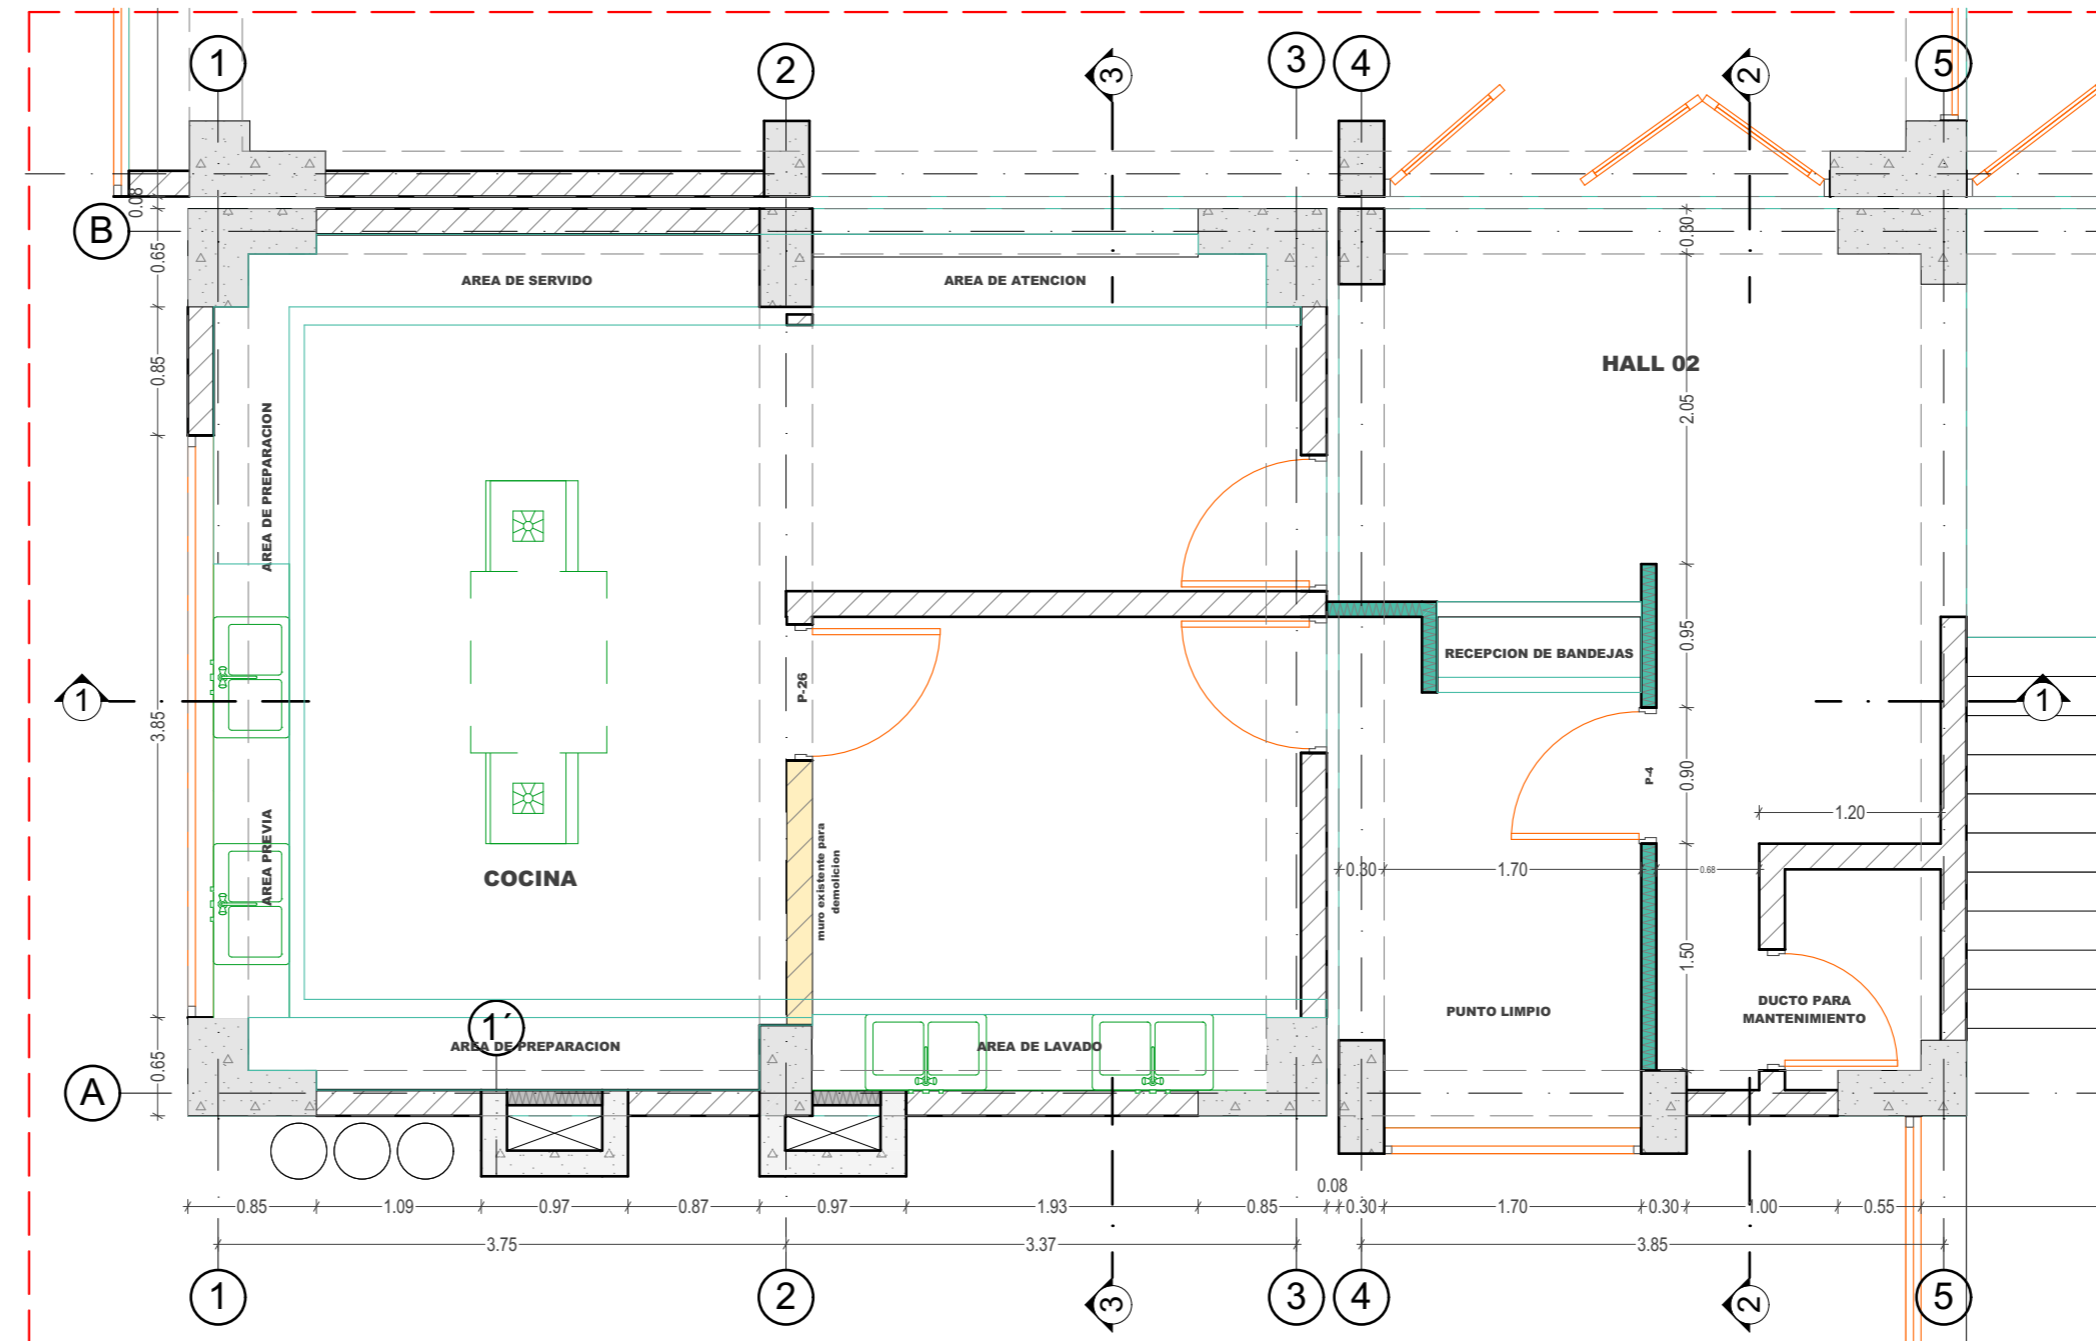 1
2
3
3
4
2
5
0.08
B
0.65
0.30
AREA DE SERVIDO
AREA DE ATENCION
HALL 02
0.85
2.05
AREA DE PREPARACION
0.95
RECEPCION DE BANDEJAS
P-26
1
1
3.85
0.90
P-4
1.20
AREA PREVIA
COCINA
muro existente para
demolicion
0.30
1.70
0.68
1.50
1´
PUNTO LIMPIO
DUCTO PARA
MANTENIMIENTO
AREA DE PREPARACION
AREA DE LAVADO
0.65
A
0.08
0.85
1.09
0.97
0.87
0.97
1.93
0.85
0.30
1.70
0.30
1.00
0.55
3.75
3.37
3.85
1
2
3
3
4
2
5